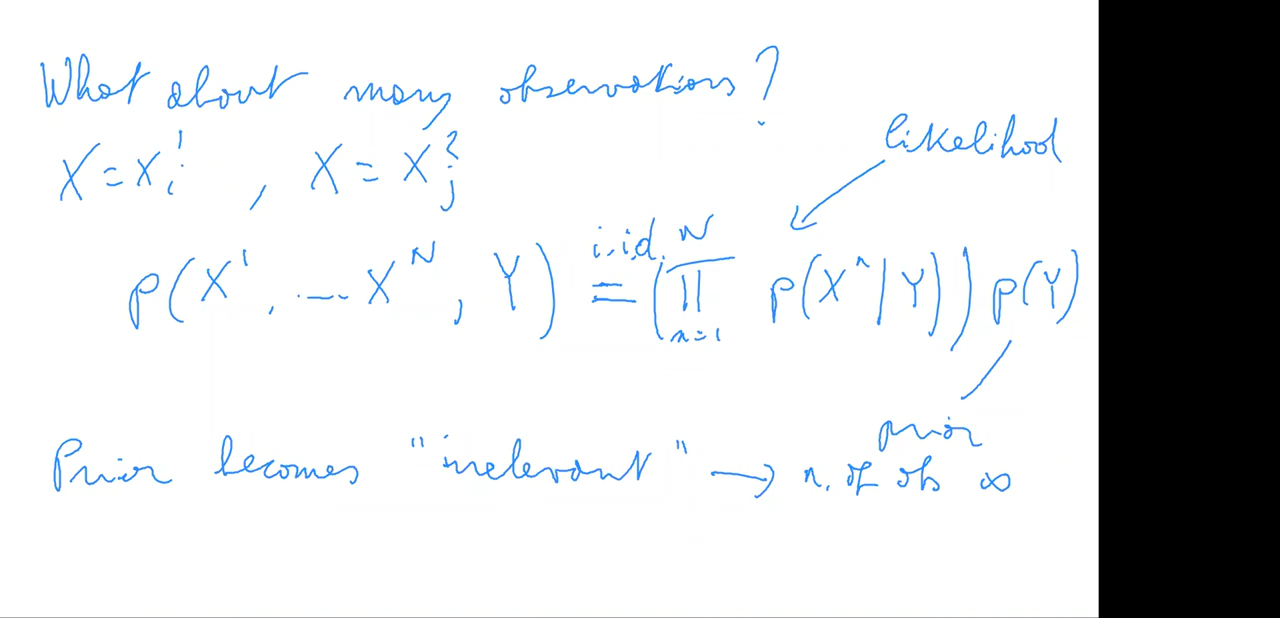 What about many observations?
likelihood
X = x_i^1 , X = x_j^2
p(X^1, ... X^N, Y) i.i.d. = (∏_{n=1}^N p(X^n | Y)) p(Y)
prior
Prior becomes "irrelevant" → n. of obs ∞